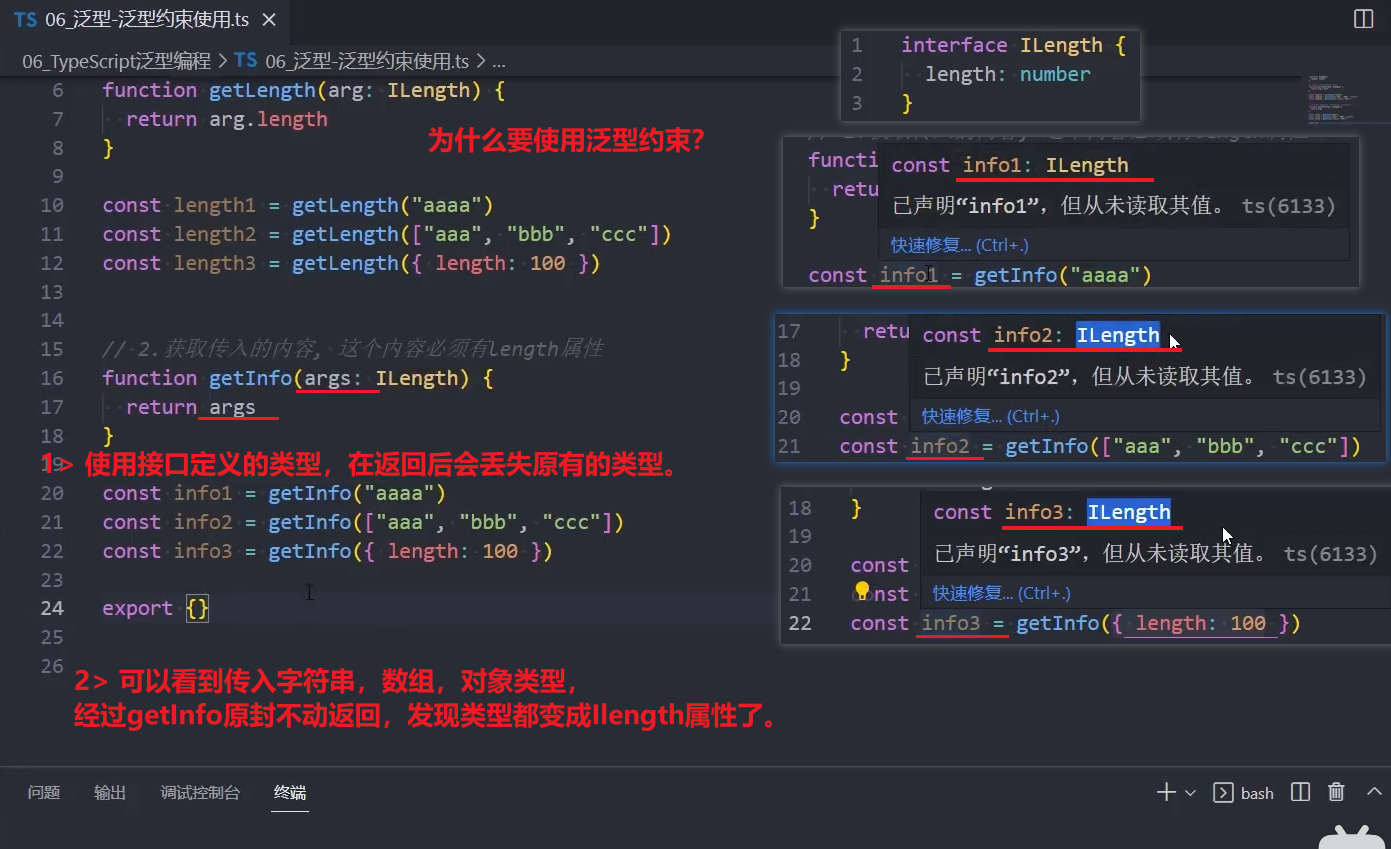 TS 06_泛型-泛型约束使用.ts ×
06_TypeScript泛型编程 > TS 06_泛型-泛型约束使用.ts > ...
6 function getLength(arg: ILength) {
7 return arg.length
8 }
9
10 const length1 = getLength("aaaa")
11 const length2 = getLength(["aaa", "bbb", "ccc"])
12 const length3 = getLength({ length: 100 })
13
14
15 // 2.获取传入的内容, 这个内容必须有length属性
16 function getInfo(args: ILength) {
17 return args
18 }
19
1> 使用接口定义的类型，在返回后会丢失原有的类型。
20 const info1 = getInfo("aaaa")
21 const info2 = getInfo(["aaa", "bbb", "ccc"])
22 const info3 = getInfo({ length: 100 })
23
24 export {}
25
26
2> 可以看到传入字符串，数组，对象类型，
经过getInfo原封不动返回，发现类型都变成Ilength属性了。
为什么要使用泛型约束？
1 interface ILength {
2 length: number
3 }
functi
const info1: ILength
retu
已声明“info1”，但从未读取其值。 ts(6133)
}
快速修复... (Ctrl+.)
const info1 = getInfo("aaaa")
17 retu
const info2: ILength
18 }
已声明“info2”，但从未读取其值。 ts(6133)
19
20 const
快速修复... (Ctrl+.)
21 const info2 = getInfo(["aaa", "bbb", "ccc"])
18 }
const info3: ILength
19
已声明“info3”，但从未读取其值。 ts(6133)
20 const
21 const
快速修复... (Ctrl+.)
22 const info3 = getInfo({ length: 100 })
问题 输出 调试控制台 终端
bash